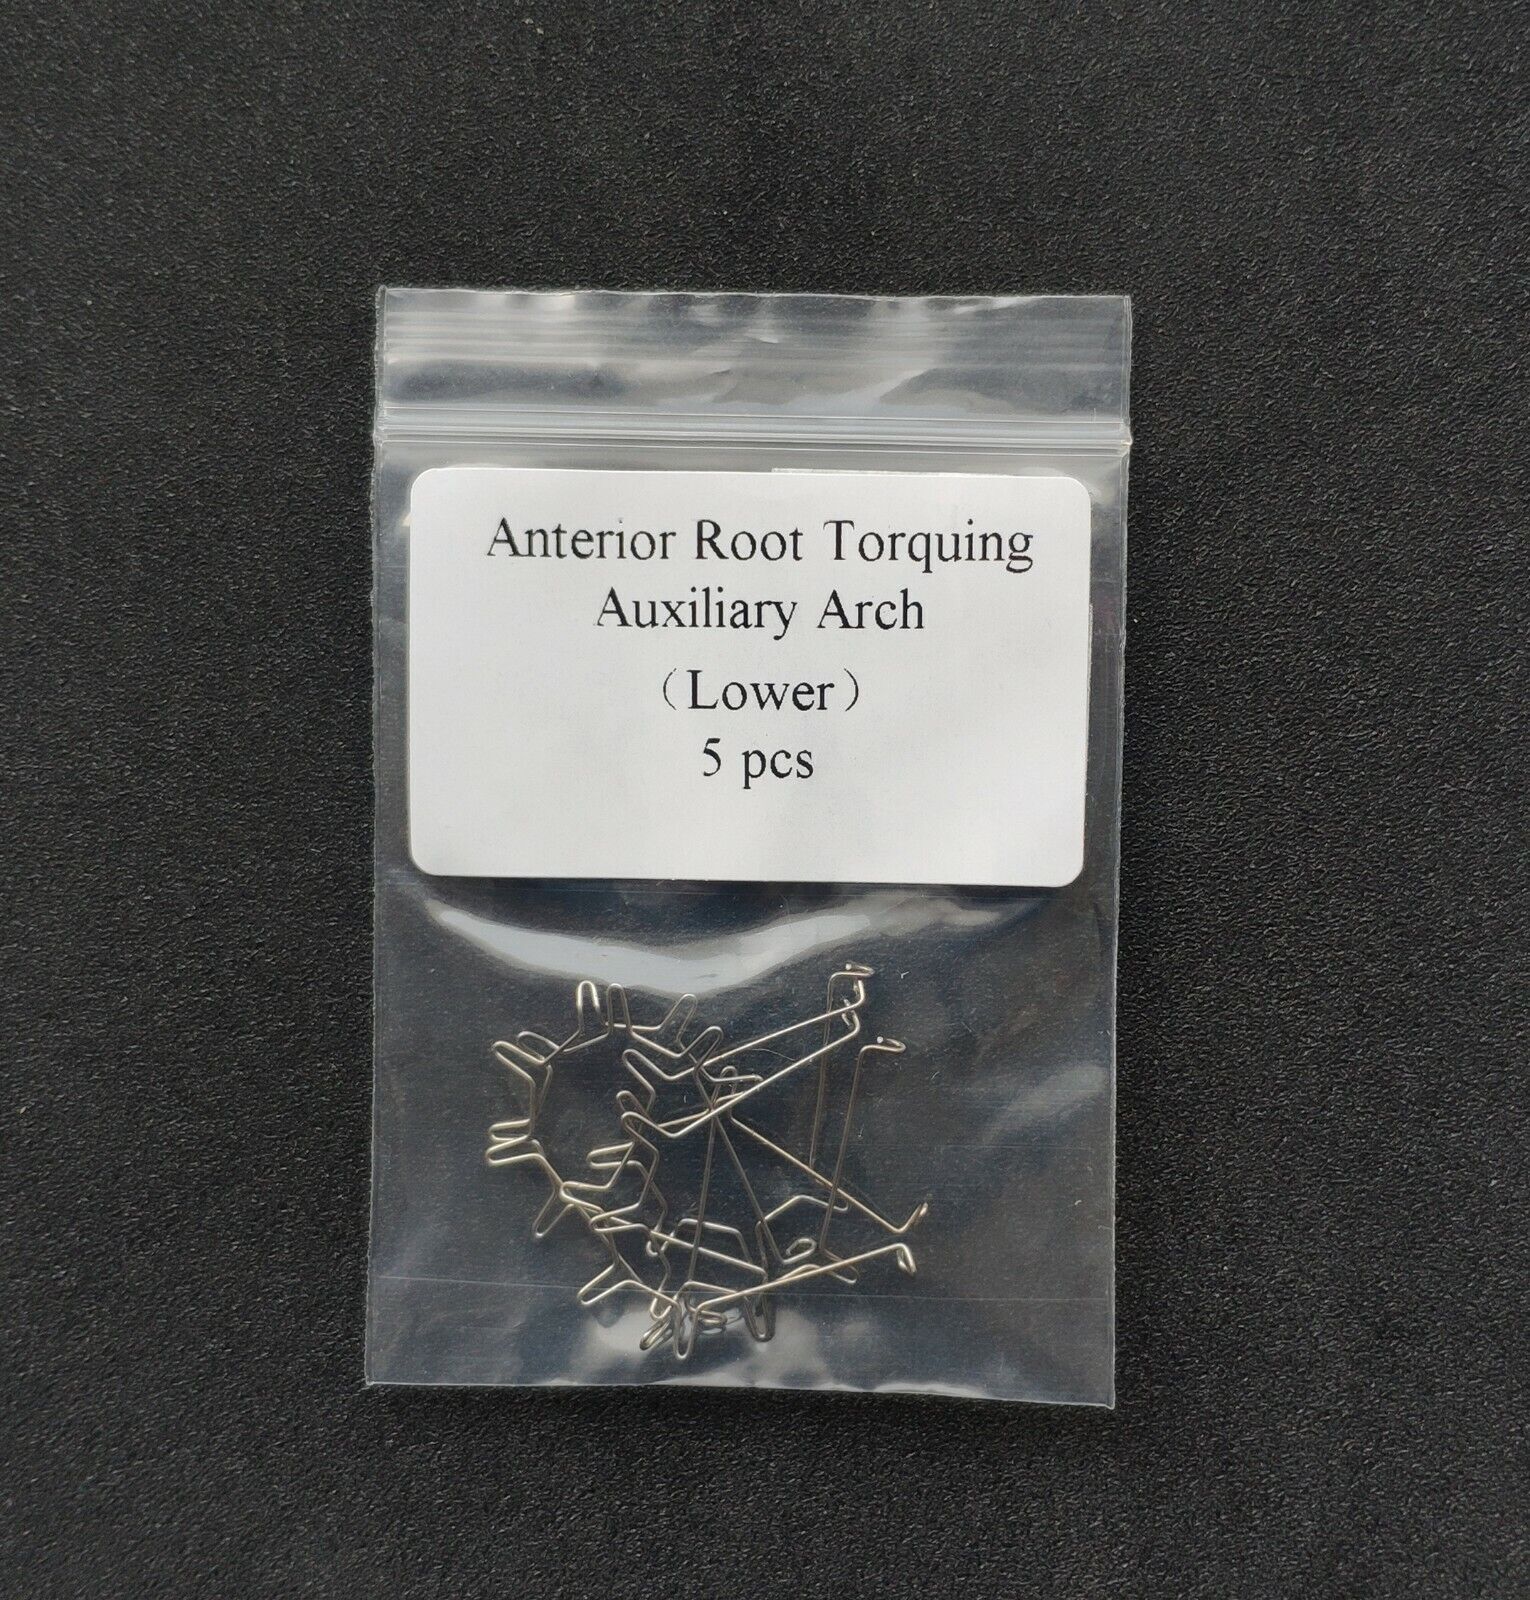 Anterior Root Torquing
Auxiliary Arch
（Lower）
5 pcs